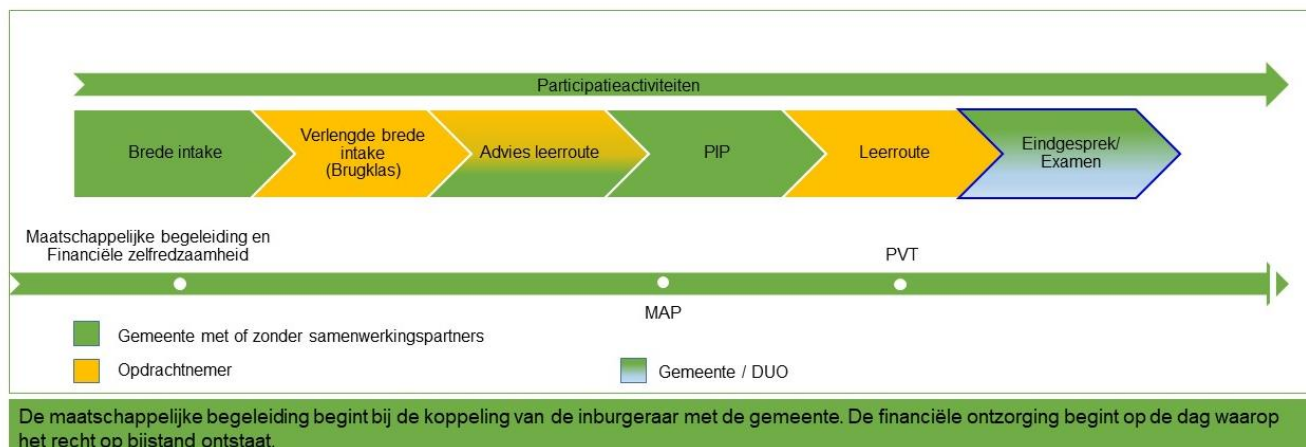 Participatieactiviteiten
Brede intake
Verlengde brede
intake
(Brugklas)
Advies leerroute
PIP
Leerroute
Eindgesprek/
Examen
Maatschappelijke begeleiding en
Financiële zelfredzaamheid
PVT
MAP
Gemeente met of zonder samenwerkingspartners
Opdrachtnemer
Gemeente / DUO
De maatschappelijke begeleiding begint bij de koppeling van de inburgeraar met de gemeente. De financiële ontzorging begint op de dag waarop
het recht op bijstand ontstaat.